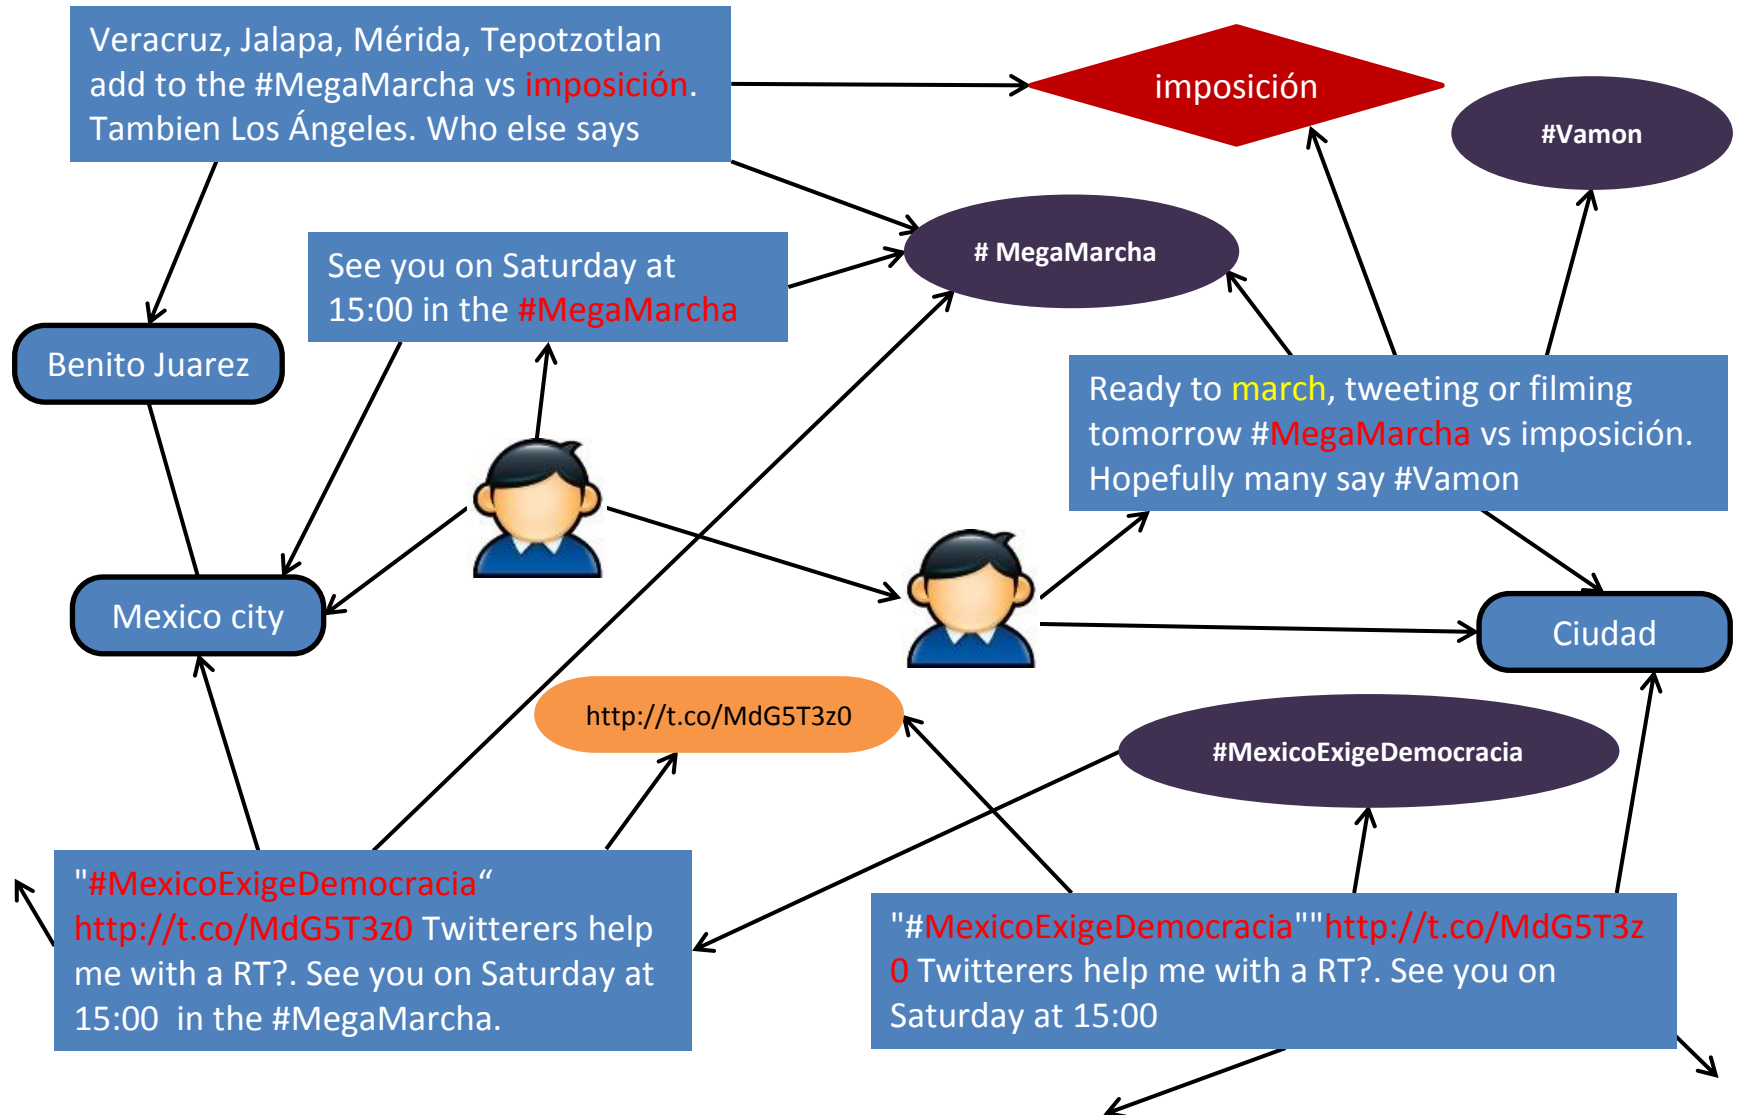 Veracruz, Jalapa, Mérida, Tepotzotlan
add to the #MegaMarcha vs imposición.
Tambien Los Ángeles. Who else says
imposición
#Vamon
# MegaMarcha
See you on Saturday at
15:00 in the #MegaMarcha
Benito Juarez
Ready to march, tweeting or filming
tomorrow #MegaMarcha vs imposición.
Hopefully many say #Vamon
Mexico city
Ciudad
http://t.co/MdG5T3z0
#MexicoExigeDemocracia
"#MexicoExigeDemocracia“
http://t.co/MdG5T3z0 Twitterers help
me with a RT?. See you on Saturday at
15:00  in the #MegaMarcha.
"#MexicoExigeDemocracia""http://t.co/MdG5T3z
0 Twitterers help me with a RT?. See you on
Saturday at 15:00